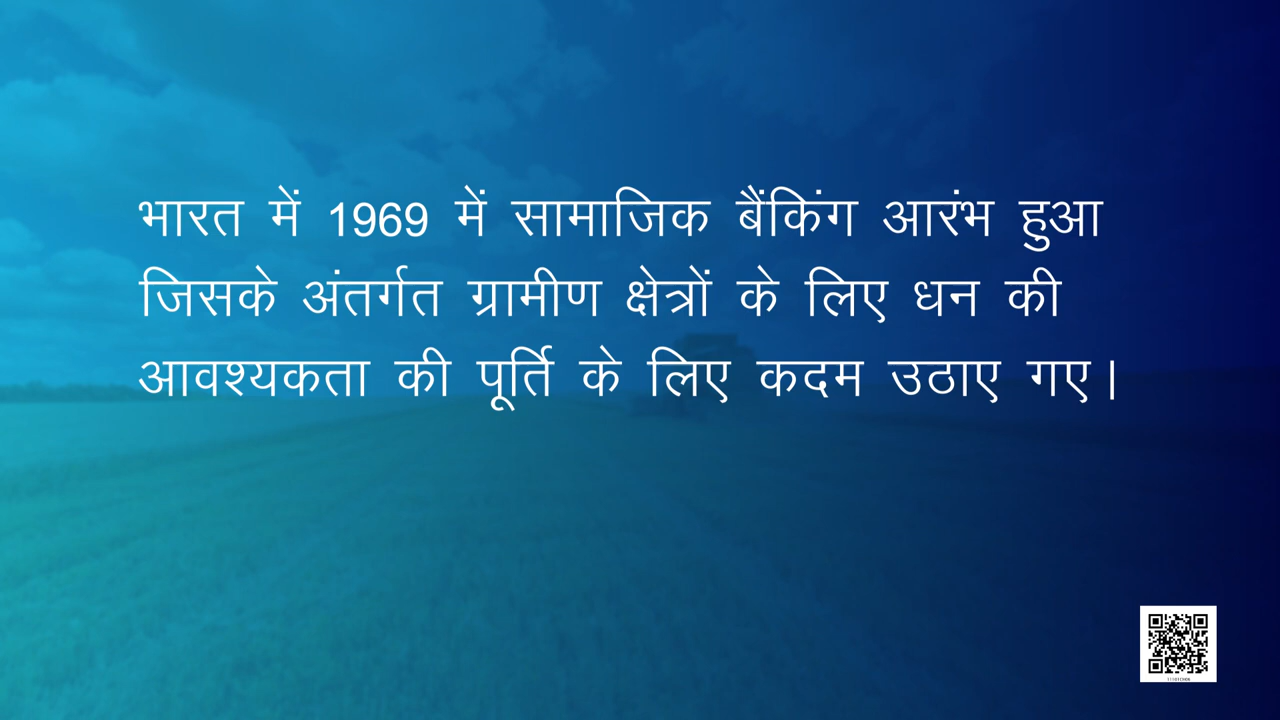 भारत में 1969 में सामाजिक बैंकिंग आरंभ हुआ
जिसके अंतर्गत ग्रामीण क्षेत्रों के लिए धन की
आवश्यकता की पूर्ति के लिए कदम उठाए गए।